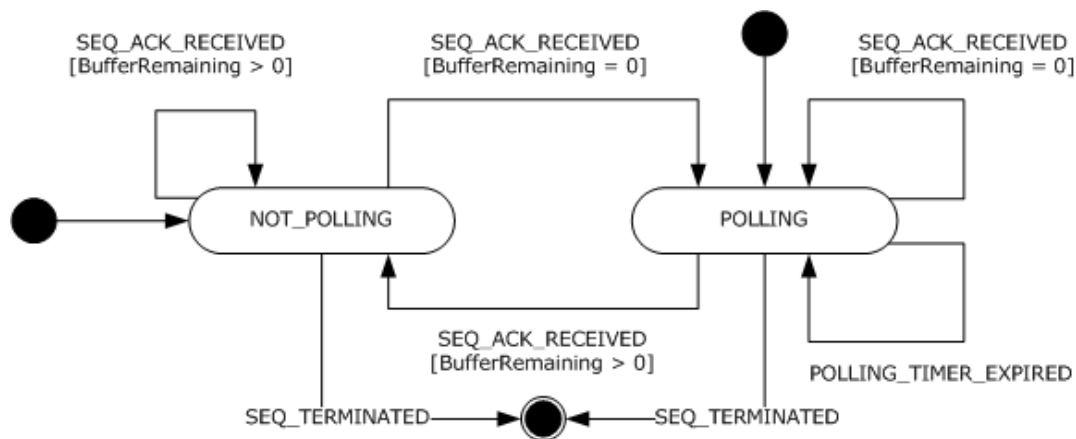 SEQ_ACK_RECEIVED
[BufferRemaining > 0]
SEQ_ACK_RECEIVED
[BufferRemaining = 0]
SEQ_ACK_RECEIVED
[BufferRemaining = 0]
NOT_POLLING
POLLING
SEQ_ACK_RECEIVED
[BufferRemaining > 0]
POLLING_TIMER_EXPIRED
SEQ_TERMINATED
SEQ_TERMINATED